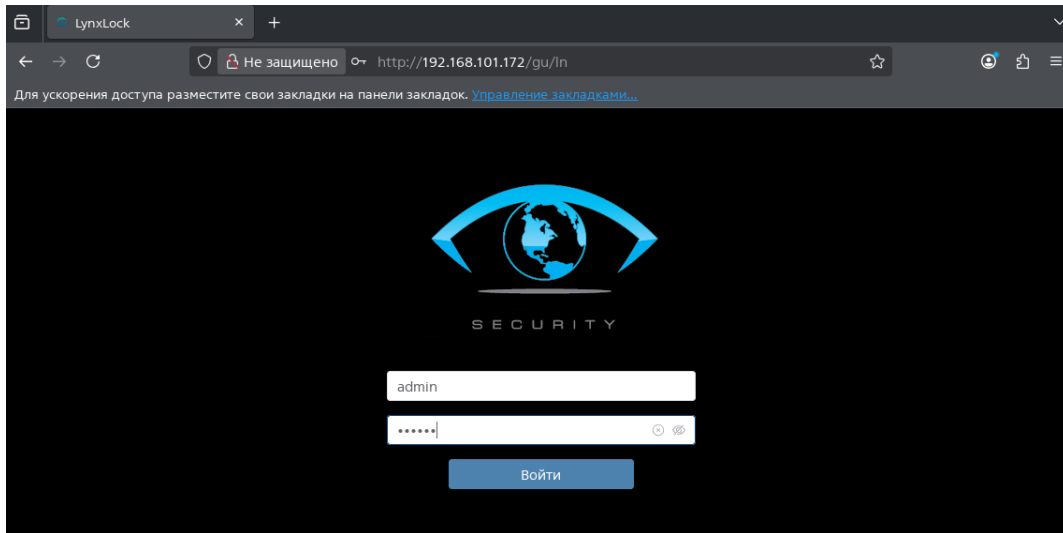 LynxLock
Не защищено http://192.168.101.172/gu/ln
Для ускорения доступа разместите свои закладки на панели закладок. Управление закладками...
SECURITY
admin
••••••
Войти